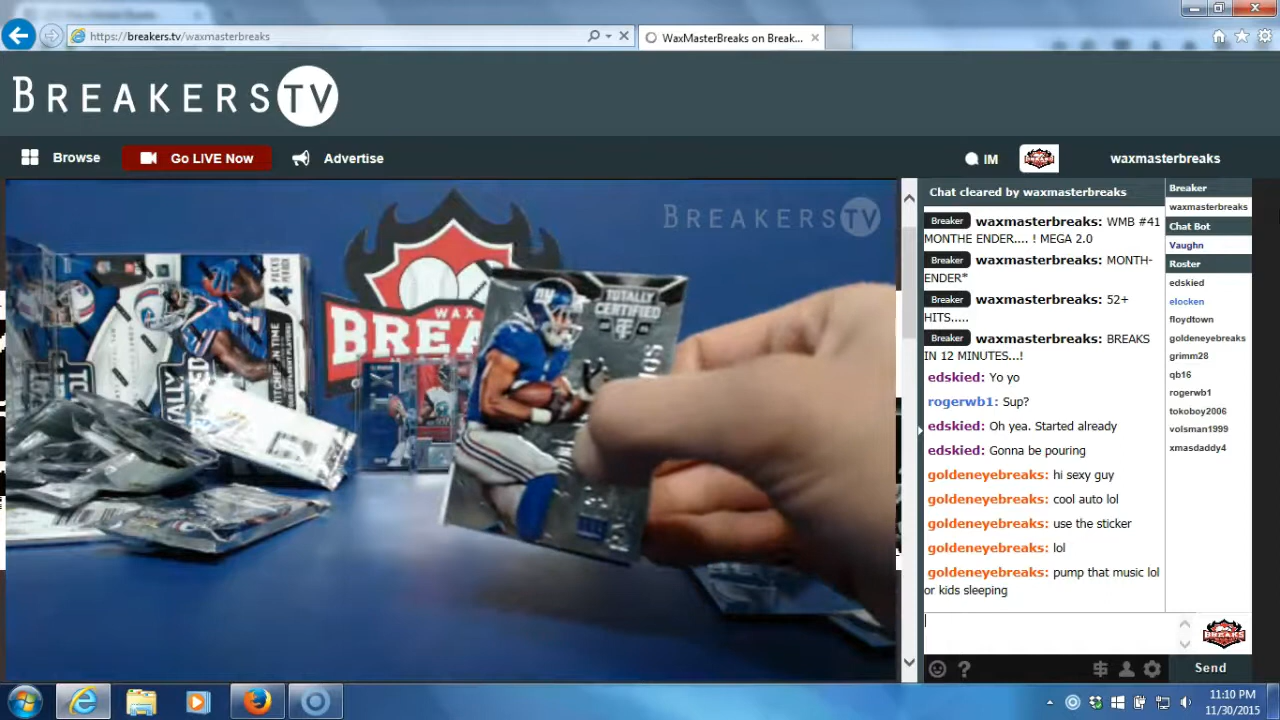 https://breakers.tv/waxmasterbreaks
WaxMasterBreaks on Break...
BREAKERSTV
Browse
Go LIVE Now
Advertise
IM
waxmasterbreaks
BREAKERSTV
TOTALLY
CERTIFIED
WAX
BREA
Chat cleared by waxmasterbreaks
Breaker waxmasterbreaks: WMB #41
MONTHE ENDER.... ! MEGA 2.0
Breaker waxmasterbreaks: MONTH-
ENDER*
Breaker waxmasterbreaks: 52+
HITS.....
Breaker waxmasterbreaks: BREAKS
IN 12 MINUTES...!
edskied: Yo yo
rogerwb1: Sup?
edskied: Oh yea. Started already
edskied: Gonna be pouring
goldeneyebreaks: hi sexy guy
goldeneyebreaks: cool auto lol
goldeneyebreaks: use the sticker
goldeneyebreaks: lol
goldeneyebreaks: pump that music lol
or kids sleeping
Breaker
waxmasterbreaks
Chat Bot
Vaughn
Roster
edskied
elocken
floydtown
goldeneyebreaks
grimm28
qb16
rogerwb1
tokoboy2006
volsman1999
xmasdaddy4
BREAKS
Send
11:10 PM
11/30/2015